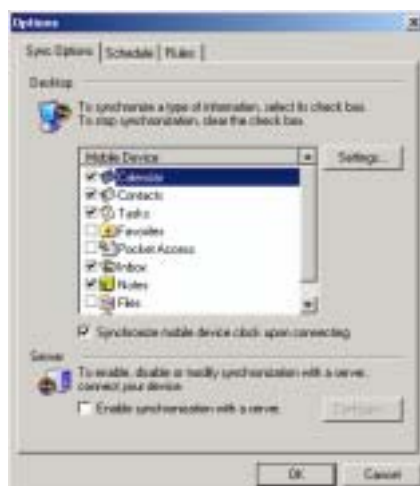 Options
Sync Options Schedule Rules
Desktop
To synchronize a type of information, select its check box.
To stop synchronization, clear the check box.
Mobile Device
Settings...
Calendar
Contacts
Tasks
Favorites
Pocket Access
Inbox
Notes
Files
Synchronize mobile device clock upon connecting
Server
To enable, disable or modify synchronization with a server,
connect your device.
Enable synchronization with a server.
Configure...
OK Cancel